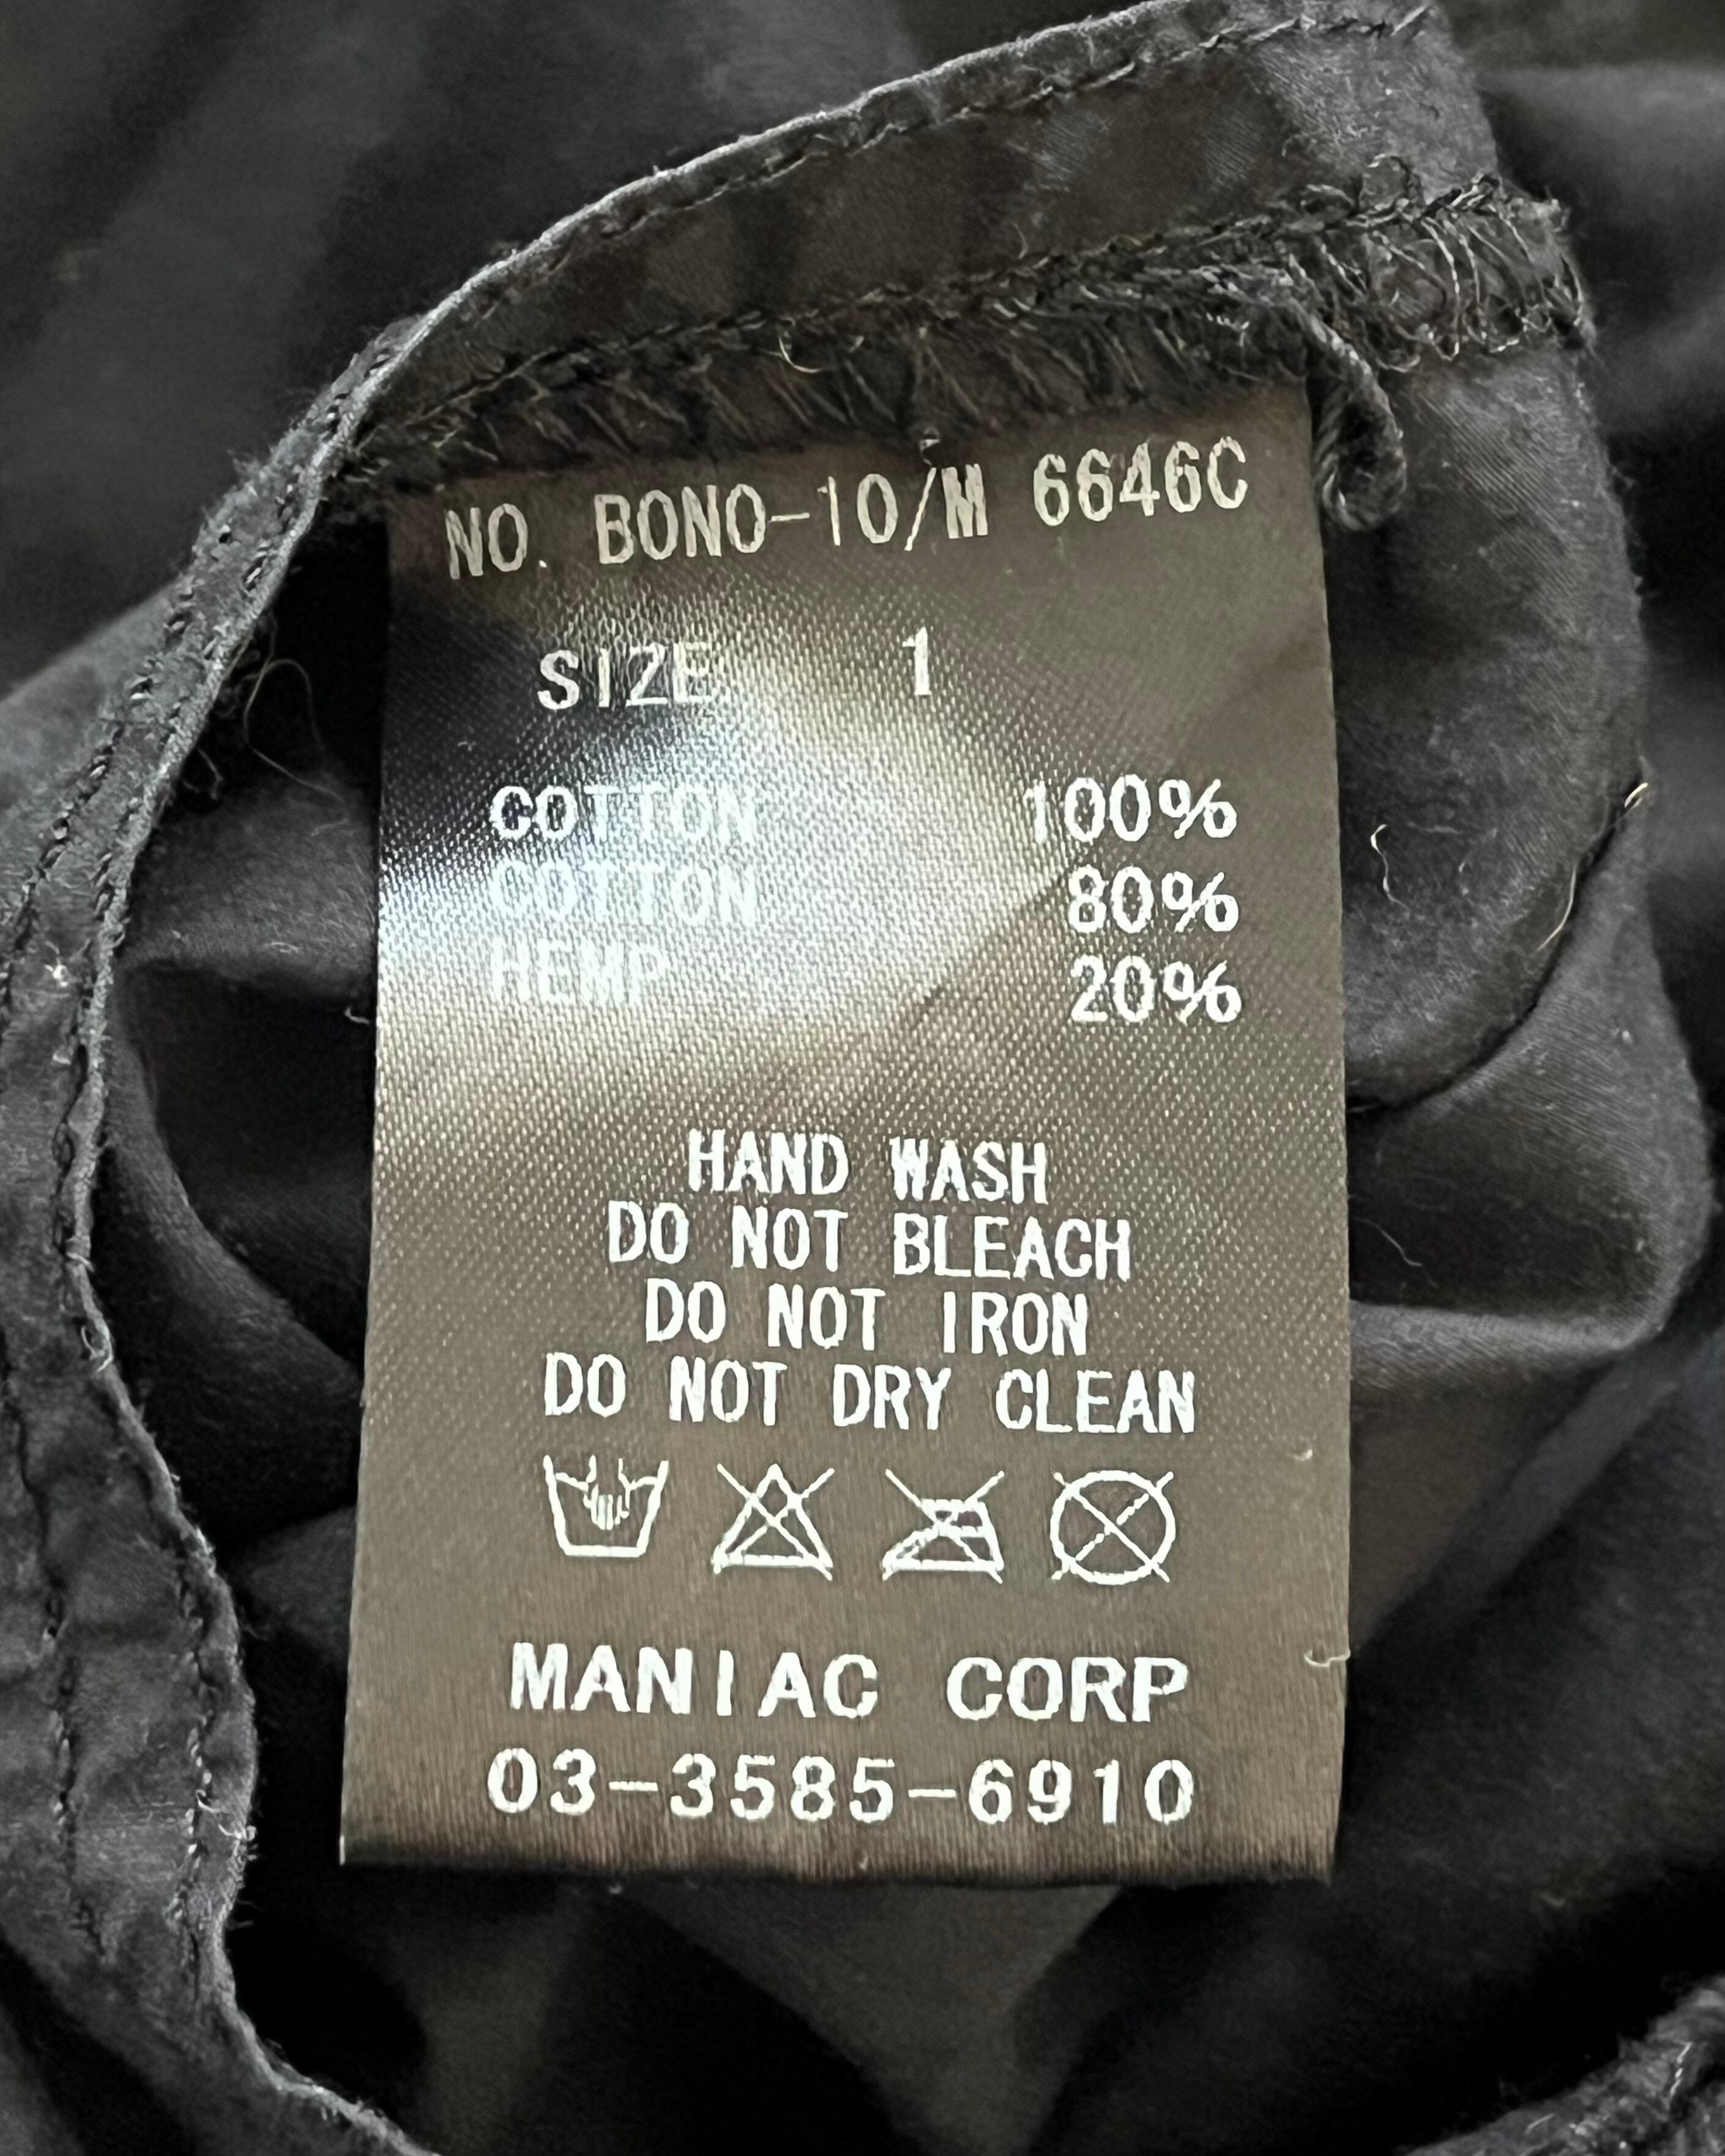 NO. BONO-10/M 6646C
SIZE 1
COTTON 100%
COTTON 80%
HEMP 20%
HAND WASH
DO NOT BLEACH
DO NOT IRON
DO NOT DRY CLEAN
MANIAC CORP
03-3585-6910